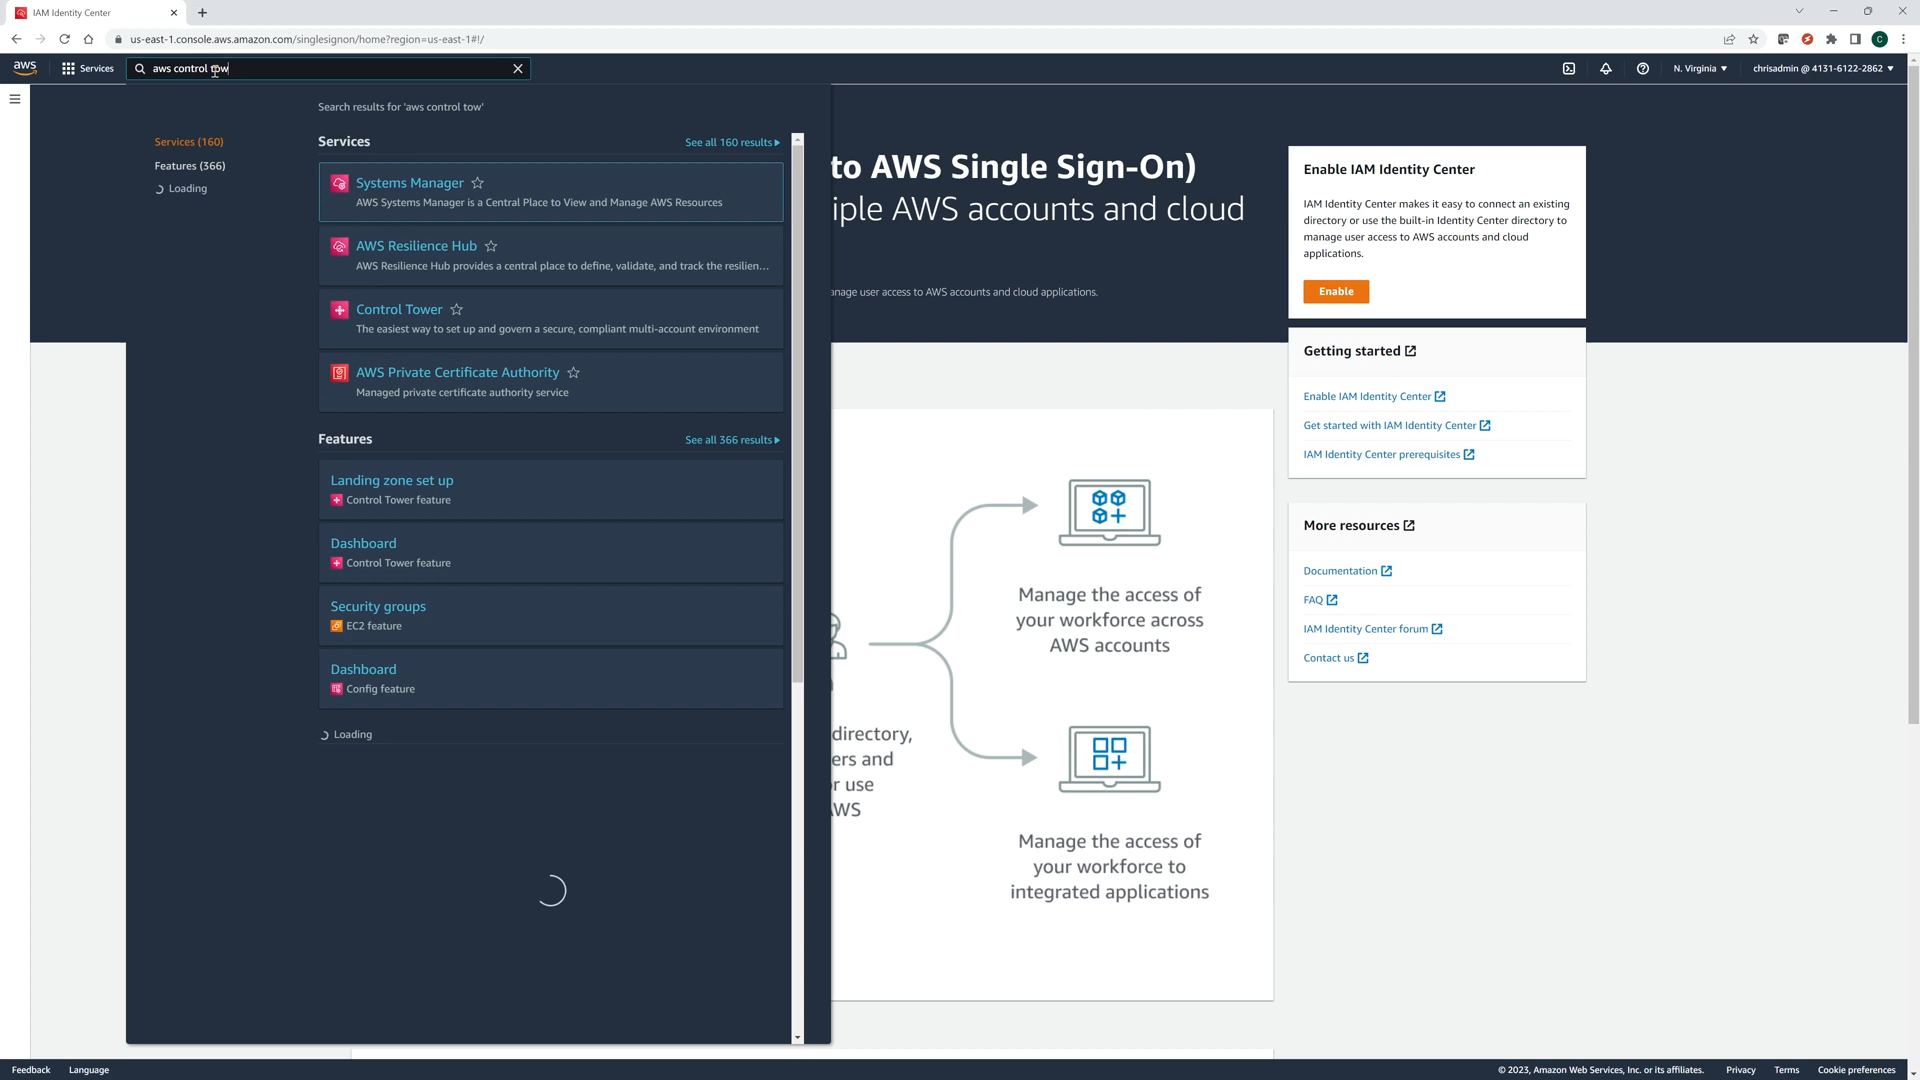 IAM Identity Center
us-east-1.console.aws.amazon.com/singlesignon/home?region=us-east-1#!/
aws
Services
aws control tow
N. Virginia
chrisadmin @ 4131-6122-2862
Search results for 'aws control tow'
Services (160)
Features (366)
Loading
Services
See all 160 results
Systems Manager
AWS Systems Manager is a Central Place to View and Manage AWS Resources
AWS Resilience Hub
AWS Resilience Hub provides a central place to define, validate, and track the resilien...
Control Tower
The easiest way to set up and govern a secure, compliant multi-account environment
AWS Private Certificate Authority
Managed private certificate authority service
Features
See all 366 results
Landing zone set up
Control Tower feature
Dashboard
Control Tower feature
Security groups
EC2 feature
Dashboard
Config feature
Loading
to AWS Single Sign-On)
iple AWS accounts and cloud
anage user access to AWS accounts and cloud applications.
directory,
ers and
r use
AWS
Manage the access of
your workforce across
AWS accounts
Manage the access of
your workforce to
integrated applications
Enable IAM Identity Center
IAM Identity Center makes it easy to connect an existing
directory or use the built-in Identity Center directory to
manage user access to AWS accounts and cloud
applications.
Enable
Getting started
Enable IAM Identity Center
Get started with IAM Identity Center
IAM Identity Center prerequisites
More resources
Documentation
FAQ
IAM Identity Center forum
Contact us
Feedback
Language
© 2023, Amazon Web Services, Inc. or its affiliates.
Privacy
Terms
Cookie preferences